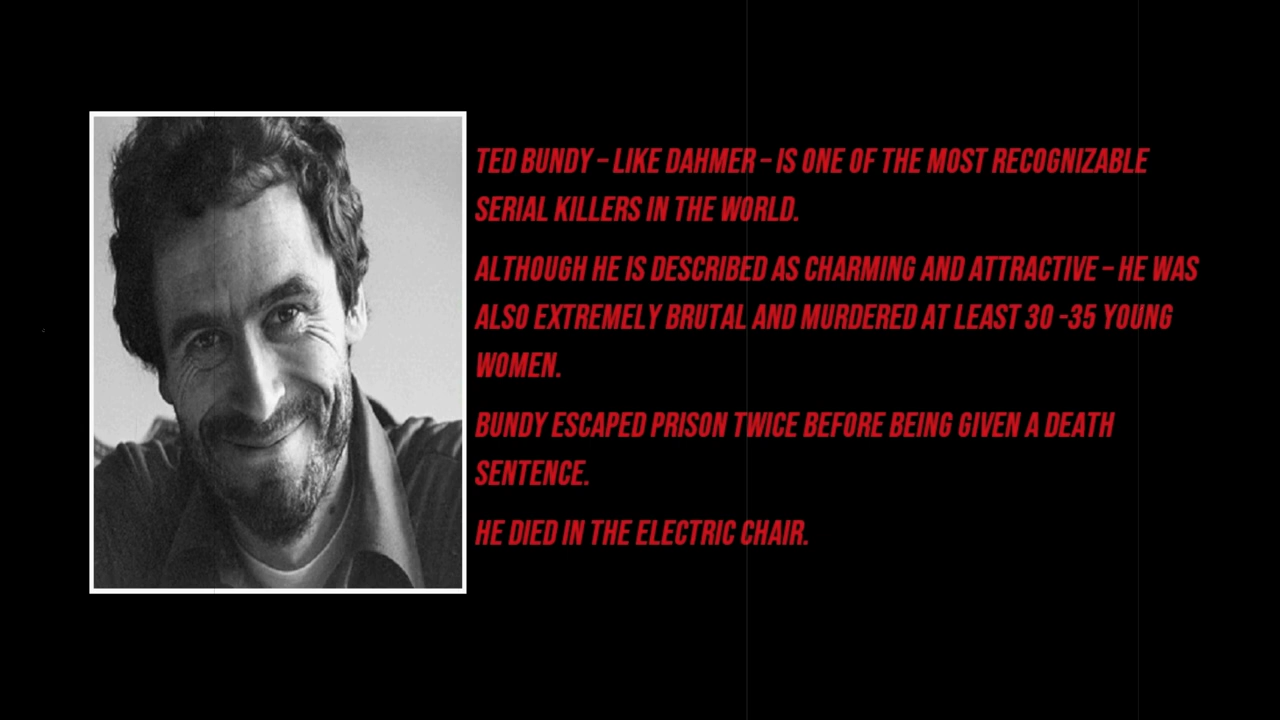 TED BUNDY – LIKE DAHMER – IS ONE OF THE MOST RECOGNIZABLE
SERIAL KILLERS IN THE WORLD.
ALTHOUGH HE IS DESCRIBED AS CHARMING AND ATTRACTIVE – HE WAS
ALSO EXTREMELY BRUTAL AND MURDERED AT LEAST 30 -35 YOUNG
WOMEN.
BUNDY ESCAPED PRISON TWICE BEFORE BEING GIVEN A DEATH
SENTENCE.
HE DIED IN THE ELECTRIC CHAIR.